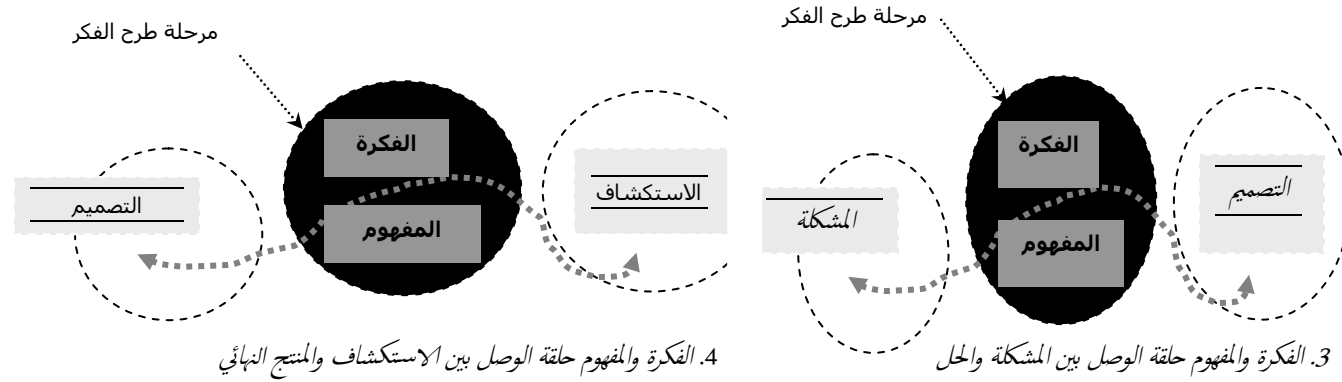 مرحلة طرح الفكر
الفكرة
المفهوم
التصميم
المشكلة
3. الفكرة والمفهوم حلقة الوصل بين المشكلة والحل
مرحلة طرح الفكر
الفكرة
المفهوم
الاستكشاف
التصميم
4. الفكرة والمفهوم حلقة الوصل بين الاستكشاف والمنتج النهائي